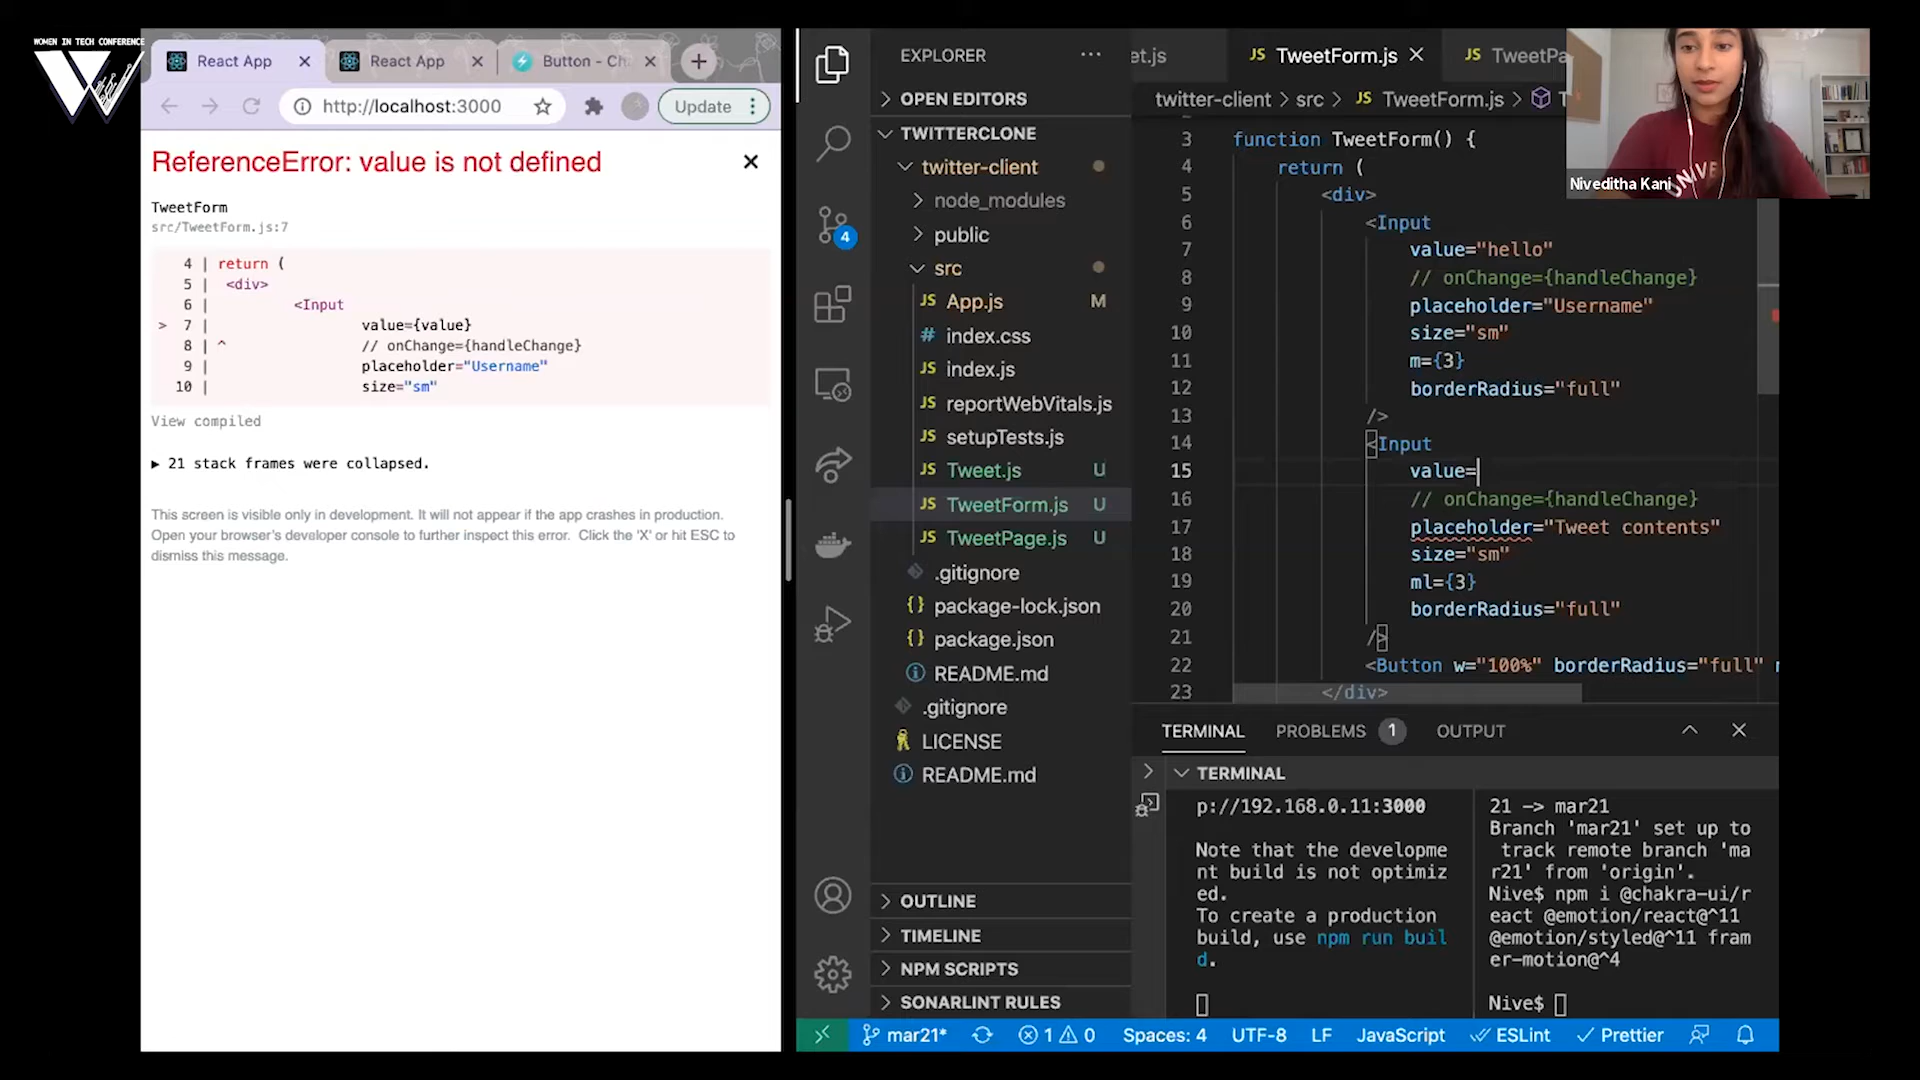 WOMEN IN TECH CONFERENCE
React App
React App
Button - Ch
http://localhost:3000
Update
ReferenceError: value is not defined
TweetForm
src/TweetForm.js:7
4 | return (
5 | <div>
6 | <Input
> 7 | value={value}
8 | ^ // onChange={handleChange}
9 | placeholder="Username"
10 | size="sm"
View compiled
▶ 21 stack frames were collapsed.
This screen is visible only in development. It will not appear if the app crashes in production.
Open your browser's developer console to further inspect this error. Click the 'X' or hit ESC to
dismiss this message.
4
EXPLORER
OPEN EDITORS
TWITTERCLONE
twitter-client
node_modules
public
src
JS App.js M
# index.css
JS index.js
JS reportWebVitals.js
JS setupTests.js
JS Tweet.js U
JS TweetForm.js U
JS TweetPage.js U
.gitignore
{} package-lock.json
{} package.json
README.md
.gitignore
LICENSE
README.md
OUTLINE
TIMELINE
NPM SCRIPTS
SONARLINT RULES
et.js
JS TweetForm.js
JS TweetPa
twitter-client > src > JS TweetForm.js > T
3 function TweetForm() {
4 return (
5 <div>
6 <Input
7 value="hello"
8 // onChange={handleChange}
9 placeholder="Username"
10 size="sm"
11 m={3}
12 borderRadius="full"
13 />
14 <Input
15 value=
16 // onChange={handleChange}
17 placeholder="Tweet contents"
18 size="sm"
19 ml={3}
20 borderRadius="full"
21 />
22 <Button w="100%" borderRadius="full"
23 </div>
Niveditha Kani
UNIVE
TERMINAL PROBLEMS 1 OUTPUT
TERMINAL
p://192.168.0.11:3000
Note that the developme
nt build is not optimiz
ed.
To create a production
build, use npm run buil
d.
21 -> mar21
Branch 'mar21' set up to
track remote branch 'ma
r21' from 'origin'.
Nive$ npm i @chakra-ui/r
eact @emotion/react@^11
@emotion/styled@^11 fram
er-motion@^4
Nive$
mar21* 1 0 Spaces: 4 UTF-8 LF JavaScript ESLint Prettier